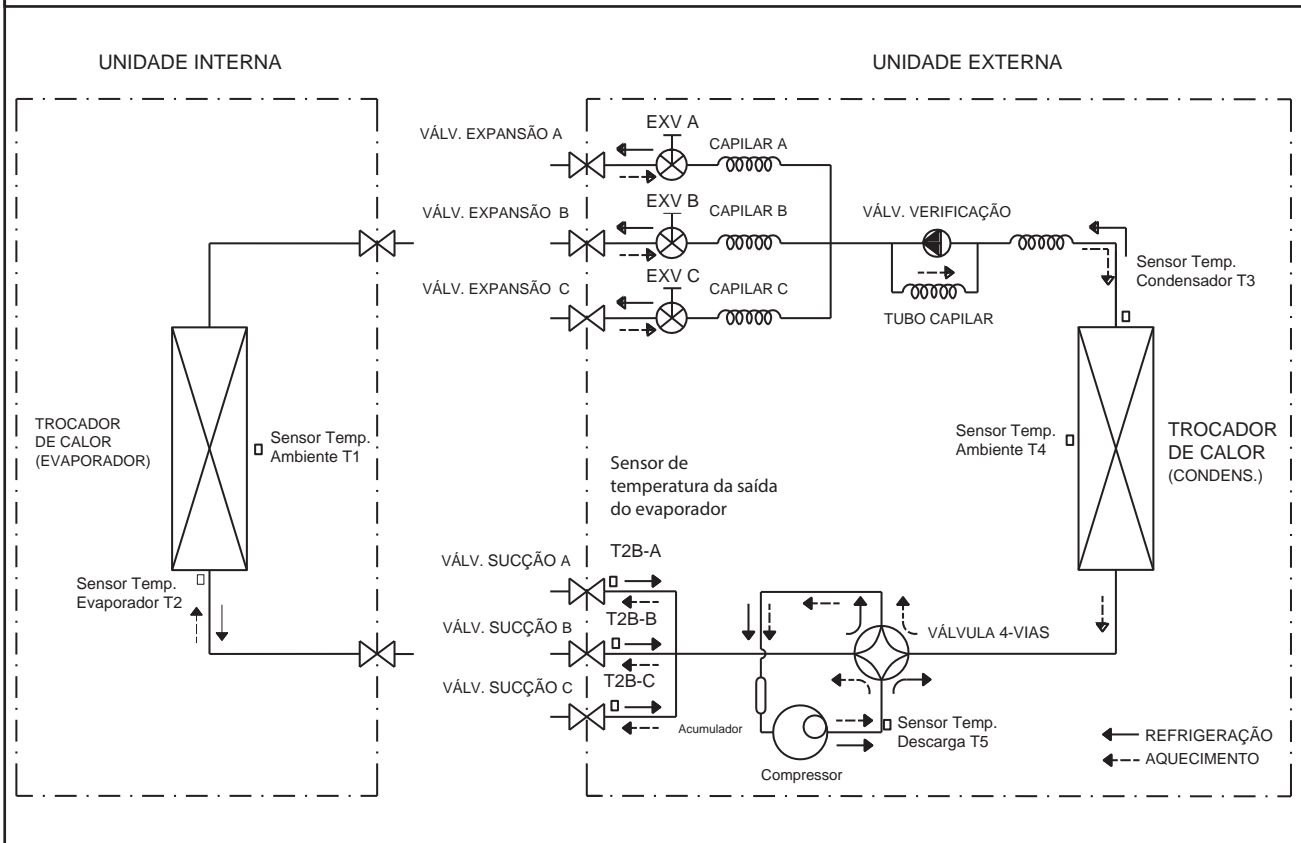 UNIDADE INTERNA
UNIDADE EXTERNA
VÁLV. EXPANSÃO A
EXV A
CAPILAR A
VÁLV. EXPANSÃO B
EXV B
CAPILAR B
VÁLV. VERIFICAÇÃO
VÁLV. EXPANSÃO C
EXV C
CAPILAR C
TUBO CAPILAR
Sensor Temp.
Condensador T3
TROCADOR
DE CALOR
(EVAPORADOR)
Sensor Temp.
Ambiente T1
Sensor de
temperatura da saída
do evaporador
Sensor Temp.
Ambiente T4
TROCADOR
DE CALOR
(CONDENS.)
Sensor Temp.
Evaporador T2
VÁLV. SUCÇÃO A
T2B-A
VÁLV. SUCÇÃO B
T2B-B
VÁLV. SUCÇÃO C
T2B-C
VÁLVULA 4-VIAS
Acumulador
Sensor Temp.
Descarga T5
Compressor
REFRIGERAÇÃO
AQUECIMENTO